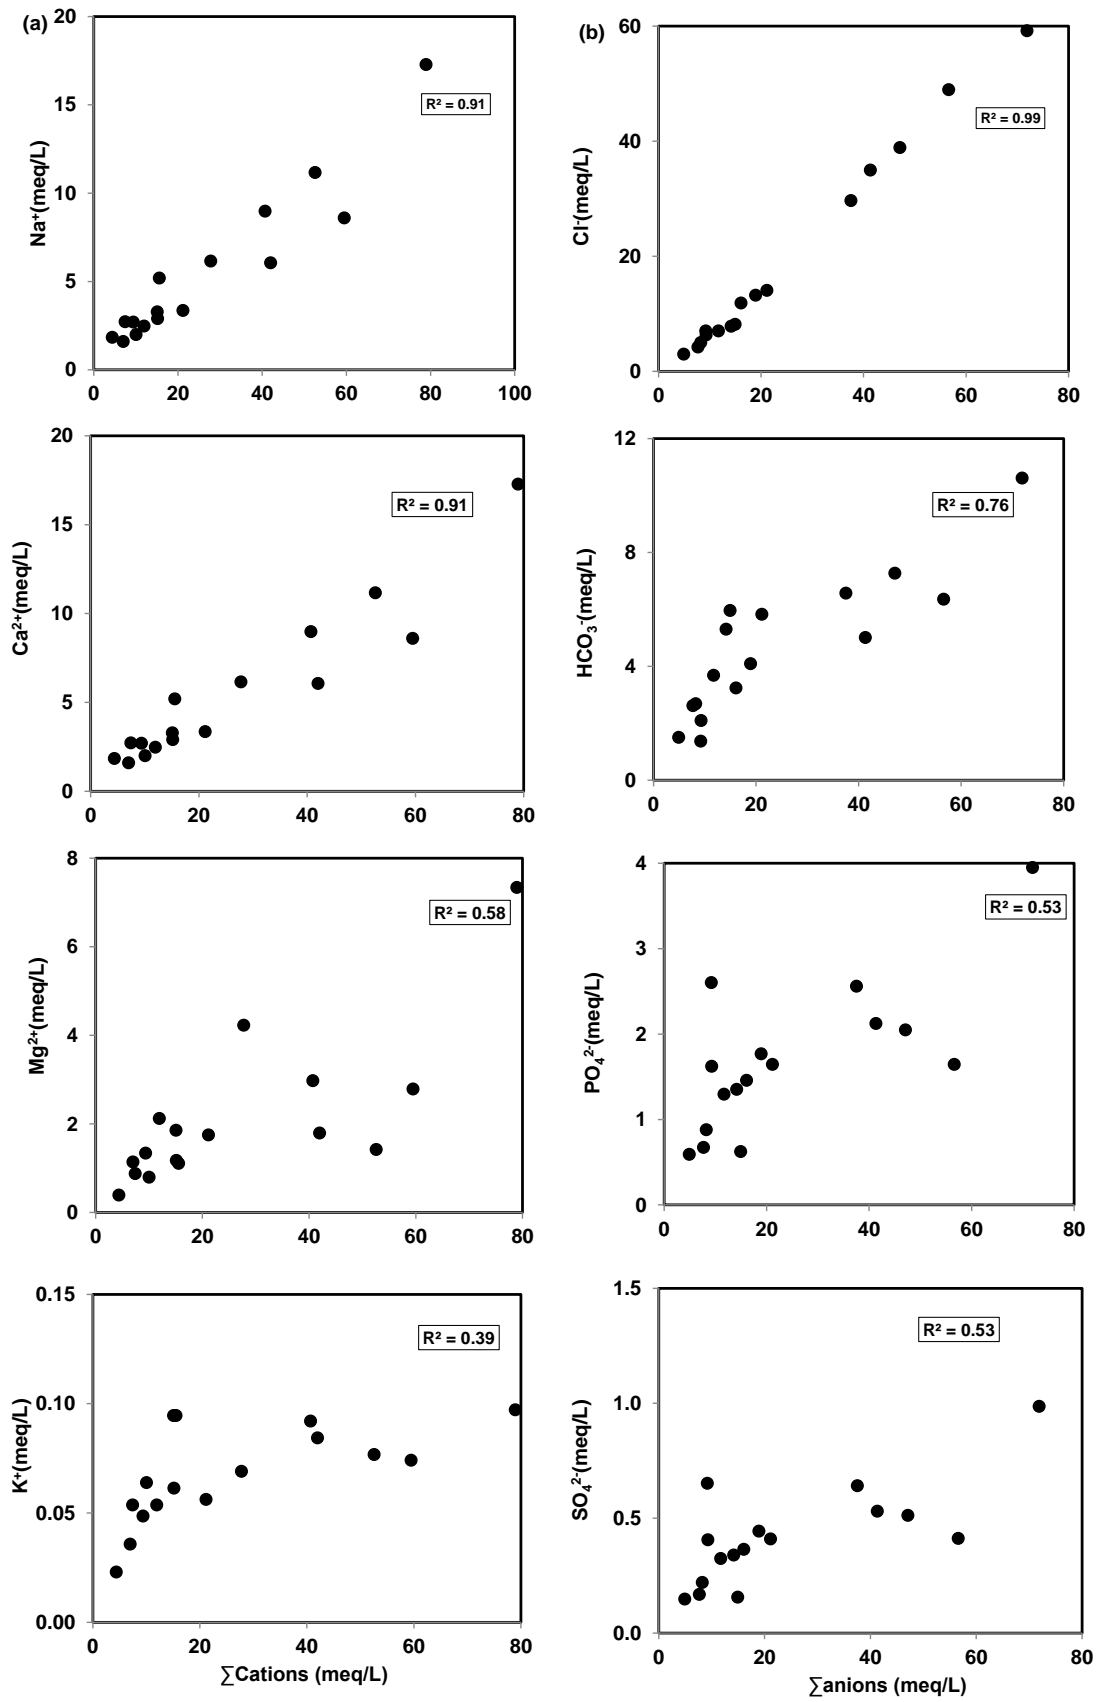 (a)
20
15
10
5
0
Na⁺(meq/L)
R² = 0.91
0 20 40 60 80 100
(b)
60
40
20
0
Cl⁻(meq/L)
R² = 0.99
0 20 40 60 80
20
15
10
5
0
Ca²⁺(meq/L)
R² = 0.91
0 20 40 60 80
12
8
4
0
HCO₃⁻(meq/L)
R² = 0.76
0 20 40 60 80
8
6
4
2
0
Mg²⁺(meq/L)
R² = 0.58
0 20 40 60 80
4
3
2
1
0
PO₄²⁻(meq/L)
R² = 0.53
0 20 40 60 80
0.15
0.10
0.05
0.00
K⁺(meq/L)
R² = 0.39
0 20 40 60 80
∑Cations (meq/L)
1.5
1.0
0.5
0.0
SO₄²⁻(meq/L)
R² = 0.53
0 20 40 60 80
∑anions (meq/L)